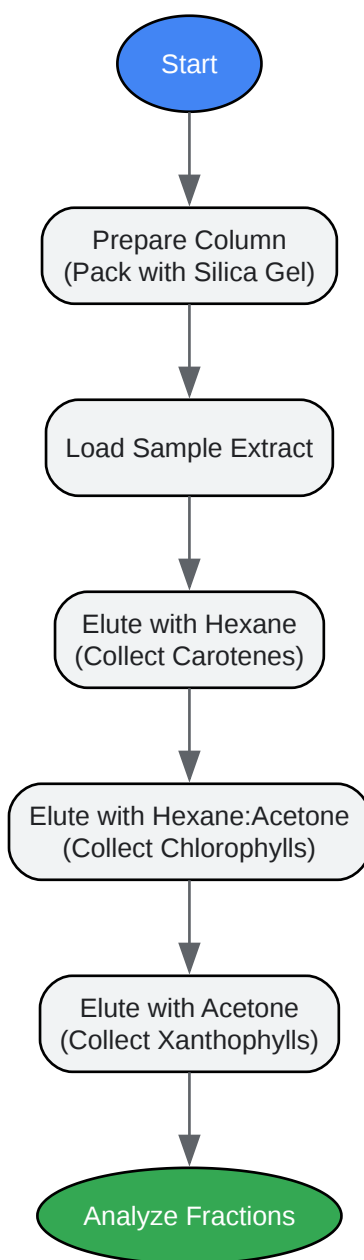 Start
Prepare Column
(Pack with Silica Gel)
Load Sample Extract
Elute with Hexane
(Collect Carotenes)
Elute with Hexane:Acetone
(Collect Chlorophylls)
Elute with Acetone
(Collect Xanthophylls)
Analyze Fractions